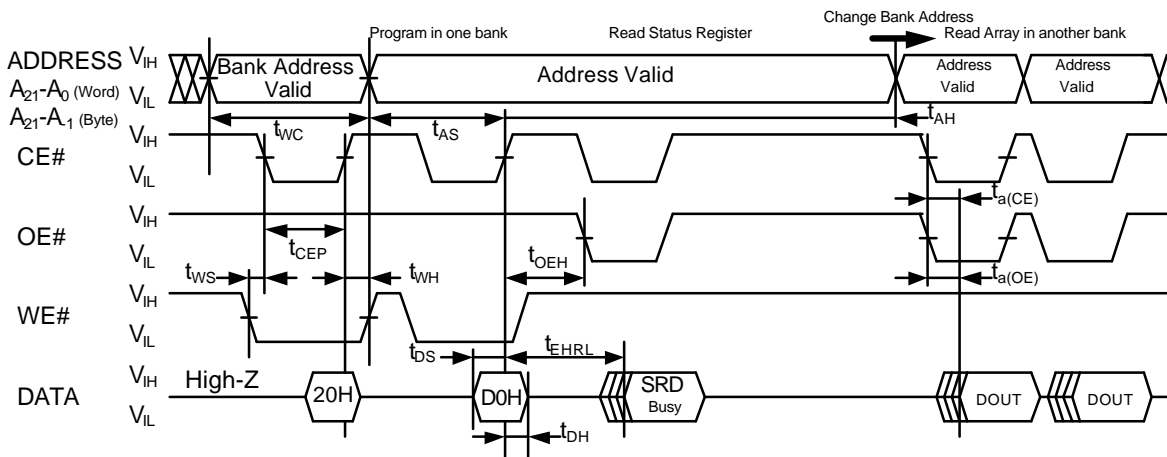 Change Bank Address
Program in one bank Read Status Register Read Array in another bank
ADDRESS VIH Bank Address Valid Address Valid Address Valid Address Valid
A21-A0 (Word) VIL
A21-A-1 (Byte)
tWC tAS tAH
CE# VIH
VIL
ta(CE)
OE# VIH
VIL
tCEP tOEH ta(OE)
tWS tWH
WE# VIH
VIL
tDS tEHRL
DATA VIH High-Z 20H D0H SRD Busy DOUT DOUT
VIL
tDH